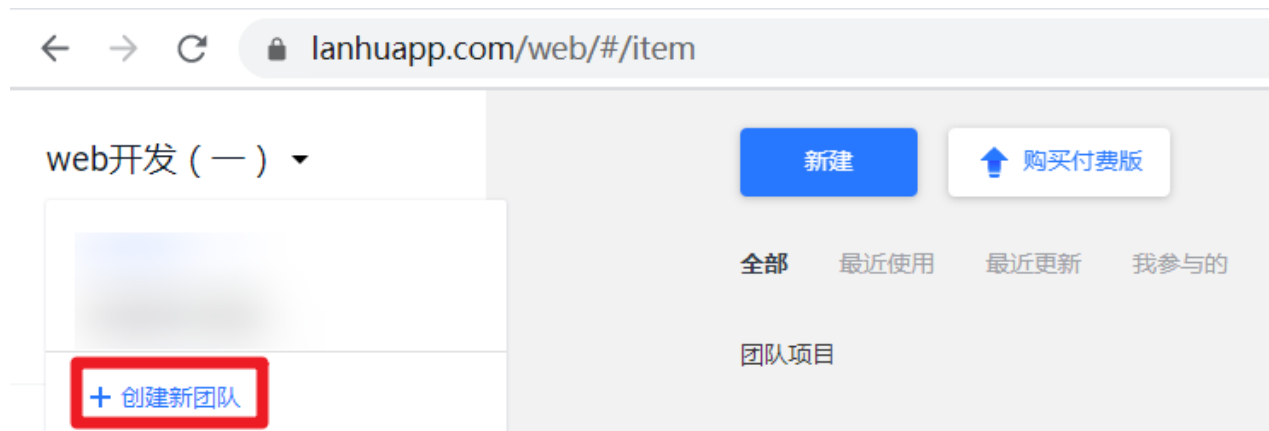 lanhuapp.com/web/#/item
web开发(一)
新建
购买付费版
全部 最近使用 最近更新 我参与的
团队项目
+ 创建新团队